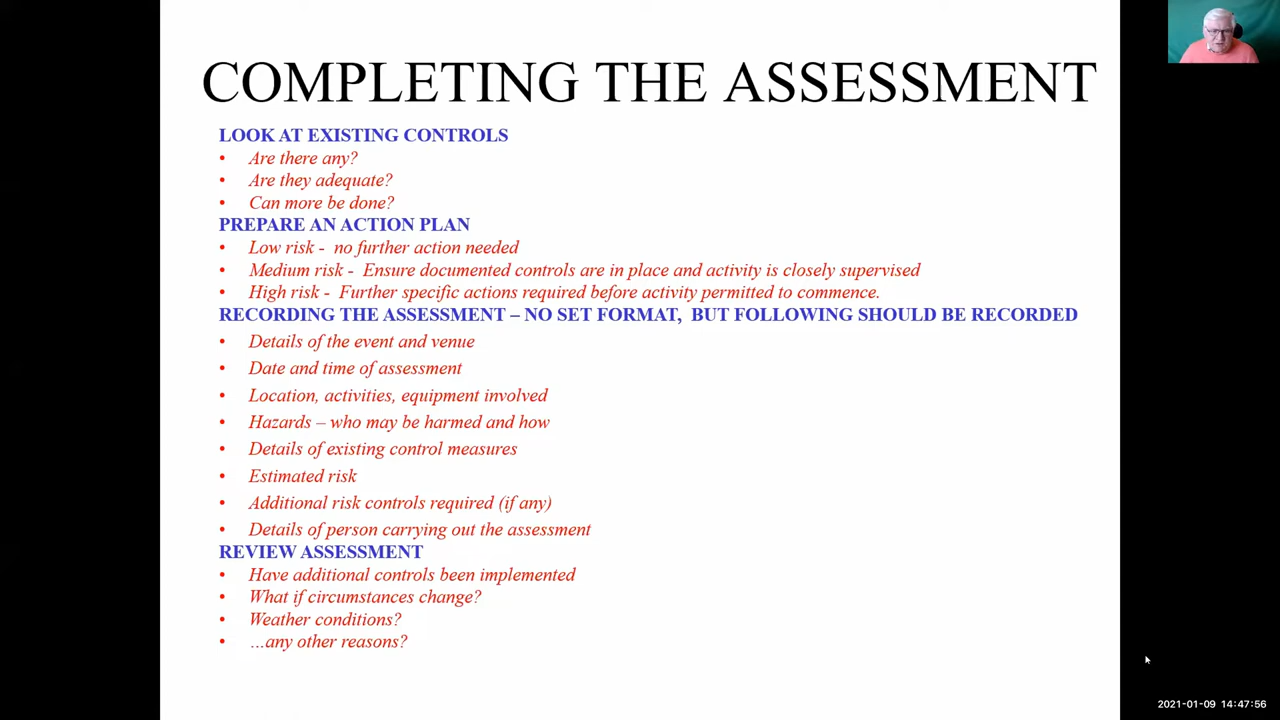 COMPLETING THE ASSESSMENT
LOOK AT EXISTING CONTROLS
• Are there any?
• Are they adequate?
• Can more be done?
PREPARE AN ACTION PLAN
• Low risk - no further action needed
• Medium risk - Ensure documented controls are in place and activity is closely supervised
• High risk - Further specific actions required before activity permitted to commence.
RECORDING THE ASSESSMENT – NO SET FORMAT, BUT FOLLOWING SHOULD BE RECORDED
• Details of the event and venue
• Date and time of assessment
• Location, activities, equipment involved
• Hazards – who may be harmed and how
• Details of existing control measures
• Estimated risk
• Additional risk controls required (if any)
• Details of person carrying out the assessment
REVIEW ASSESSMENT
• Have additional controls been implemented
• What if circumstances change?
• Weather conditions?
• …any other reasons?
2021-01-09 14:47:56